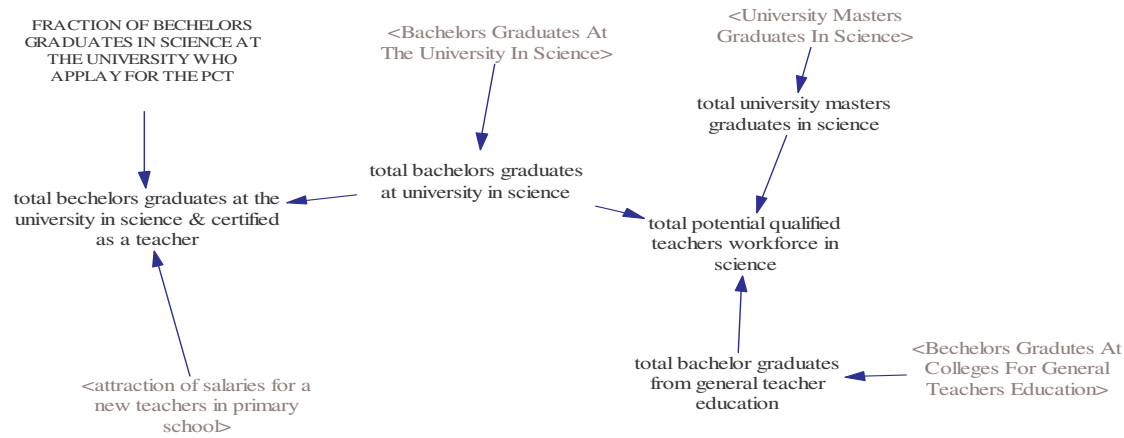 FRACTION OF BECHELORS
GRADUATES IN SCIENCE AT
THE UNIVERSITY WHO
APPLAY FOR THE PCT
<Bachelors Graduates At
The University In Science>
<University Masters
Graduates In Science>
total university masters
graduates in science
total bachelors graduates
at university in science
total bechelors graduates at the
university in science & certified
as a teacher
total potential qualified
teachers workforce in
science
<attraction of salaries for a
new teachers in primary
school>
total bachelor graduates
from general teacher
education
<Bechelors Gradutes At
Colleges For General
Teachers Education>